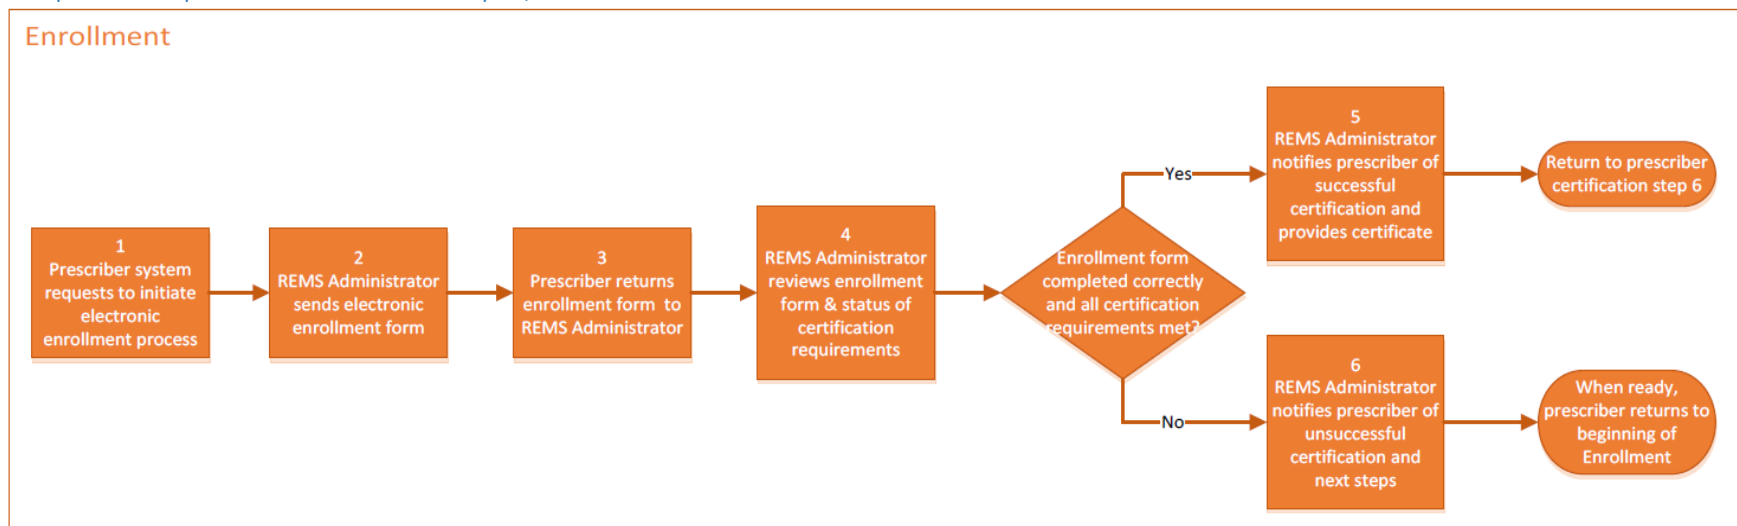 Enrollment
1
Prescriber system
requests to initiate
electronic
enrollment process
2
REMS Administrator
sends electronic
enrollment form
3
Prescriber returns
enrollment form to
REMS Administrator
4
REMS Administrator
reviews enrollment
form & status of
certification
requirements
Enrollment form
completed correctly
and all certification
requirements met?
Yes
5
REMS Administrator
notifies prescriber of
successful
certification and
provides certificate
Return to prescriber
certification step 6
No
6
REMS Administrator
notifies prescriber of
unsuccessful
certification and
next steps
When ready,
prescriber returns to
beginning of
Enrollment